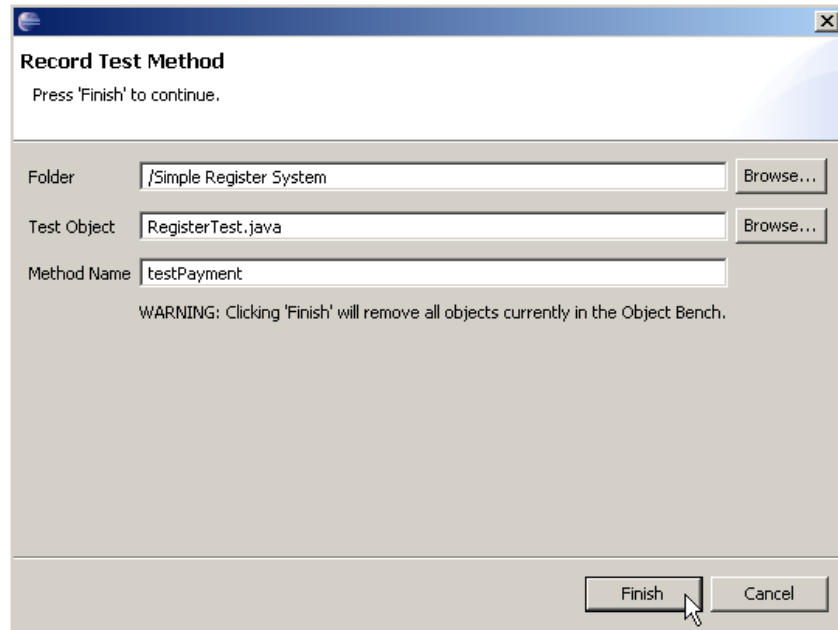 Record Test Method
Press 'Finish' to continue.
Folder /Simple Register System Browse...
Test Object RegisterTest.java Browse...
Method Name testPayment
WARNING: Clicking 'Finish' will remove all objects currently in the Object Bench.
Finish Cancel